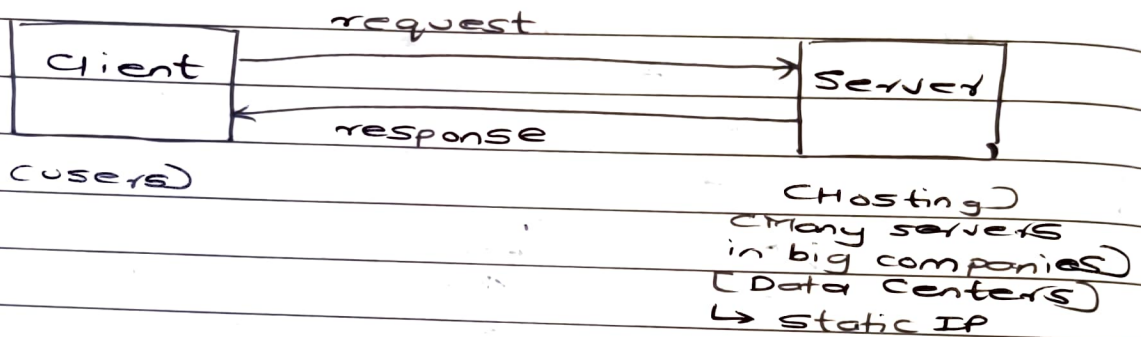 request
Client
Server
response
(users)
(Hosting)
(Many servers
in big companies)
[Data Centers)
↳ Static IP